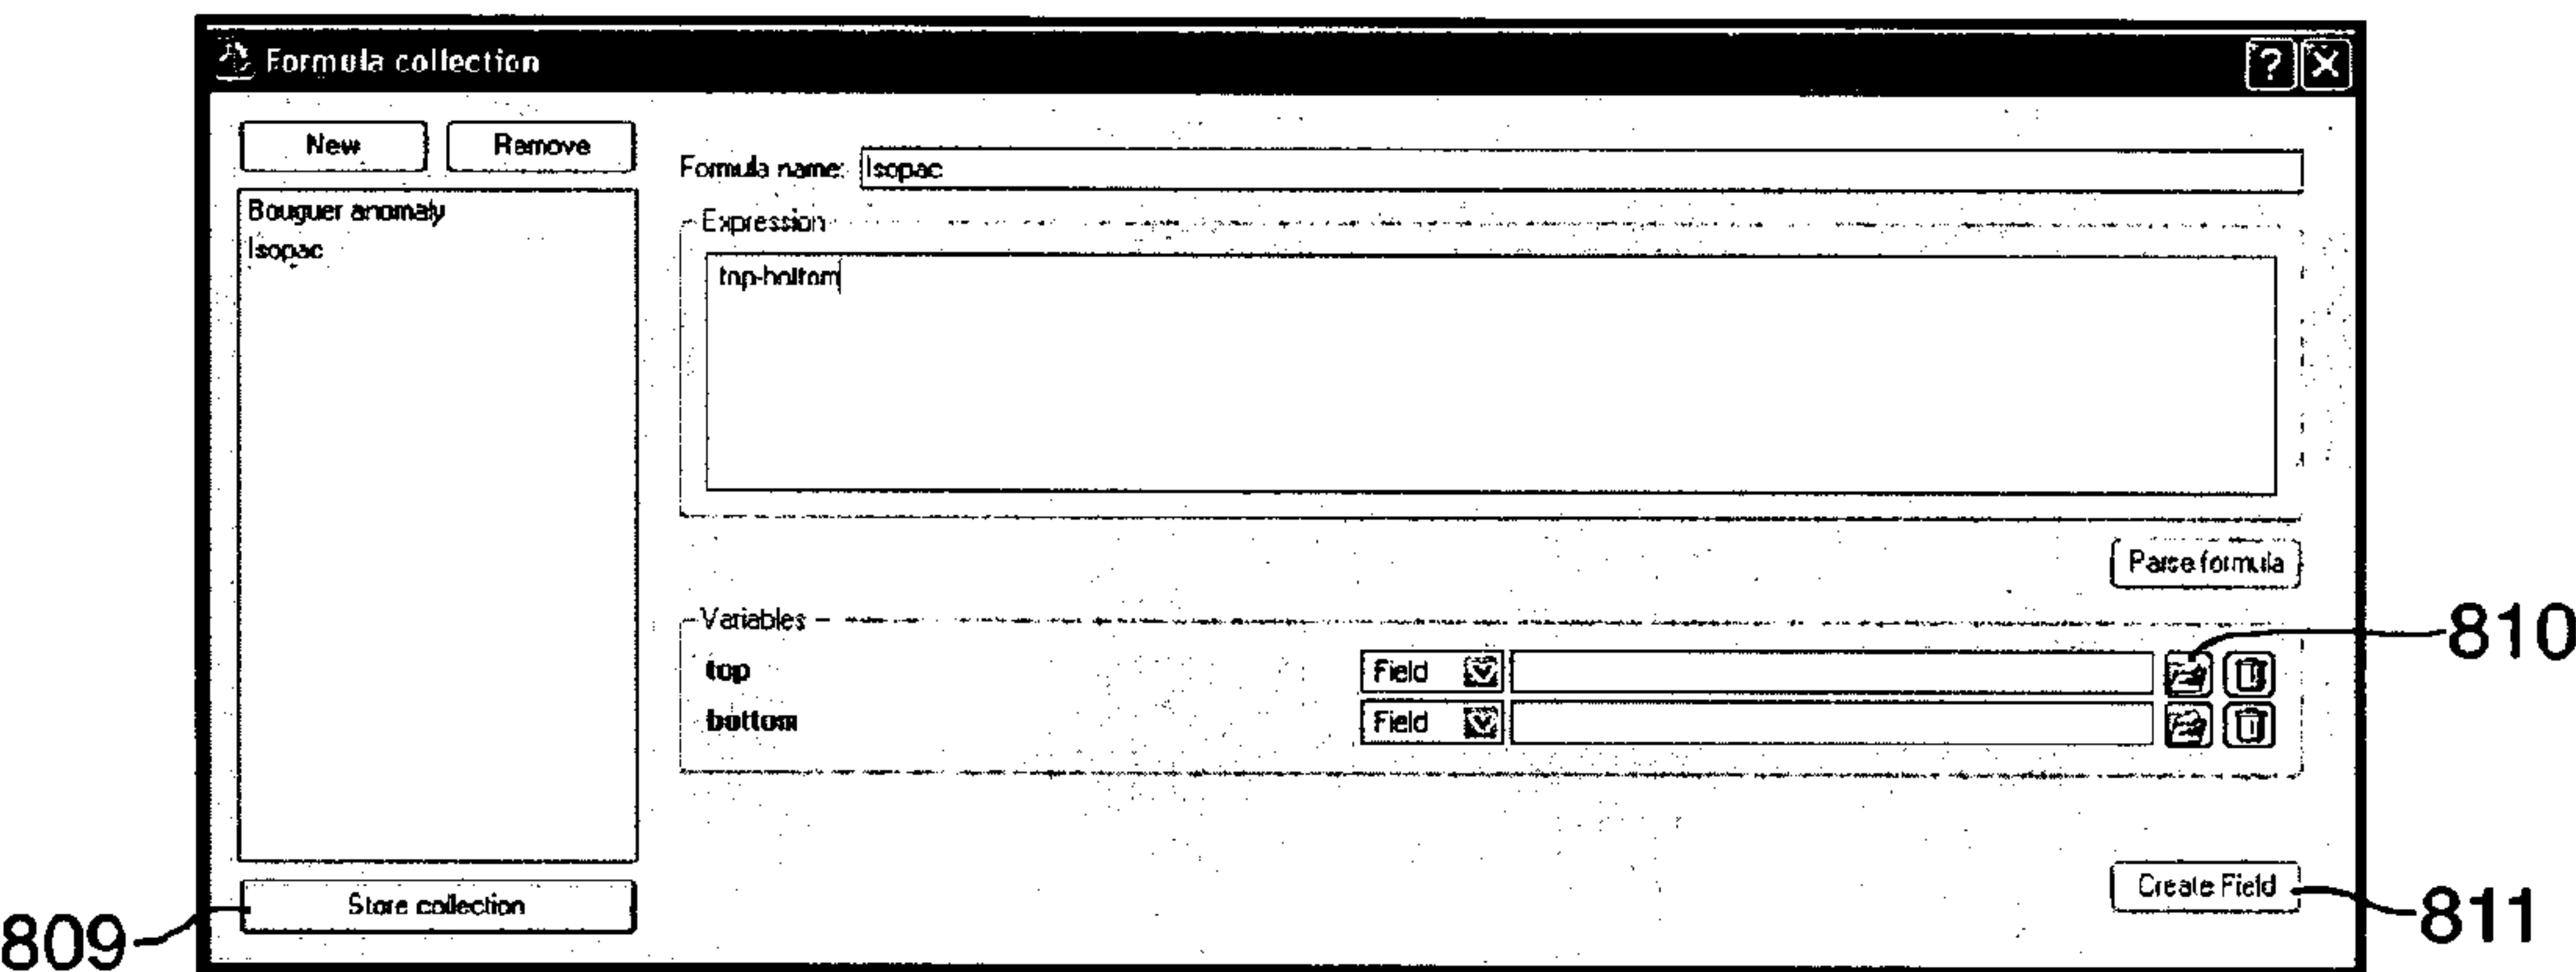 Formula collection
?
New Remove
Bouguer anomaly
Isopac
Store collection
Formula name: Isopac
Expression
top-bottom
Parse formula
Variables
top Field
bottom Field
Create Field
809
810
811